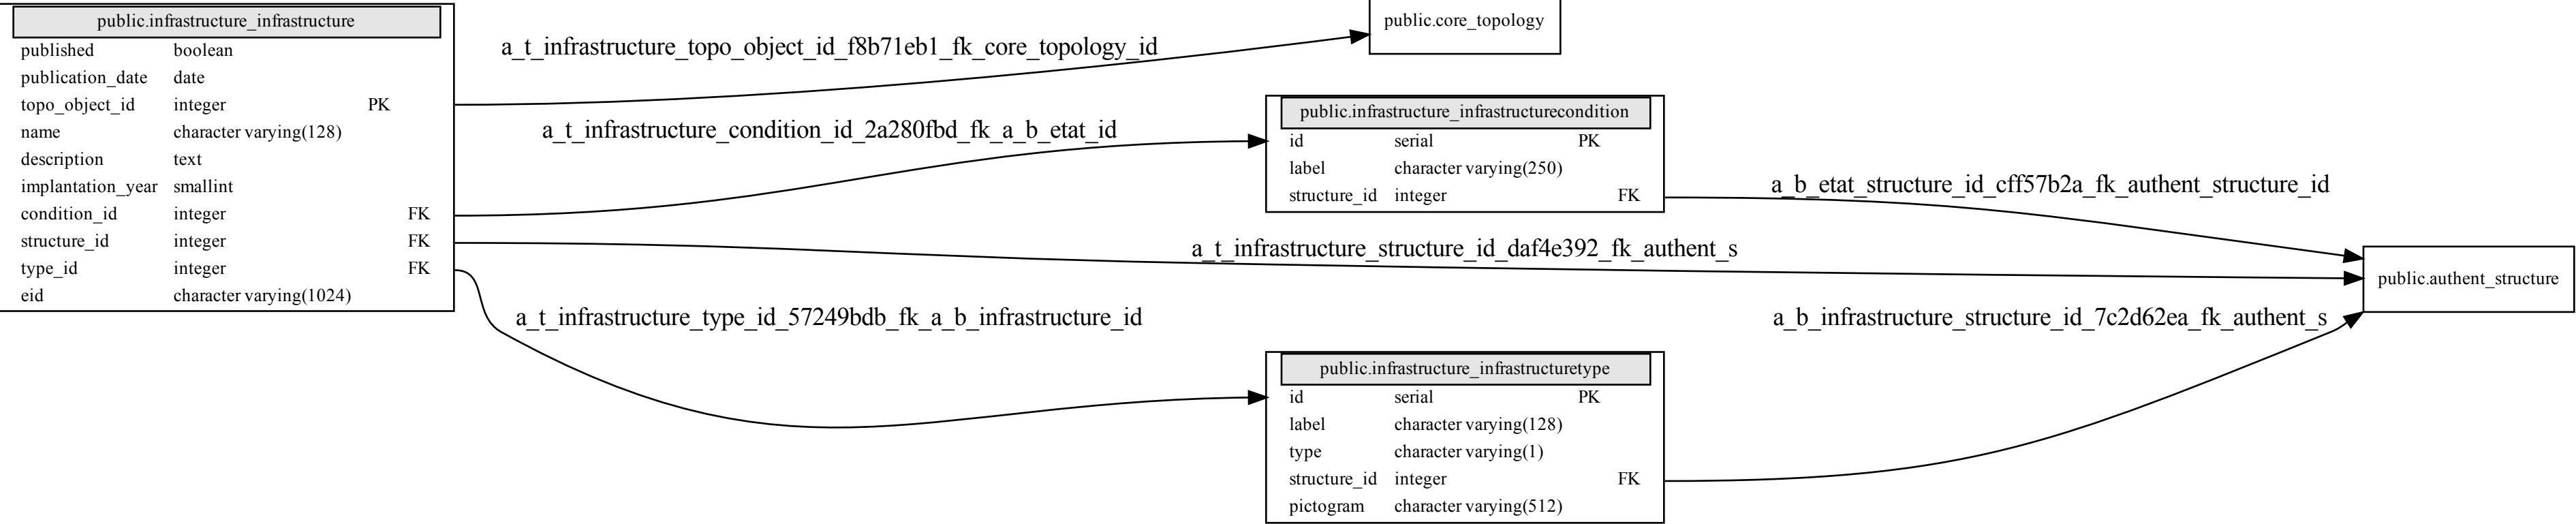 public.infrastructure_infrastructure
published boolean
publication_date date
topo_object_id integer PK
name character varying(128)
description text
implantation_year smallint
condition_id integer FK
structure_id integer FK
type_id integer FK
eid character varying(1024)
a_t_infrastructure_topo_object_id_f8b71eb1_fk_core_topology_id
a_t_infrastructure_condition_id_2a280fbd_fk_a_b_etat_id
a_t_infrastructure_structure_id_daf4e392_fk_authent_s
a_t_infrastructure_type_id_57249bdb_fk_a_b_infrastructure_id
public.core_topology
public.infrastructure_infrastructurecondition
id serial PK
label character varying(250)
structure_id integer FK
public.infrastructure_infrastructuretype
id serial PK
label character varying(128)
type character varying(1)
structure_id integer FK
pictogram character varying(512)
a_b_etat_structure_id_cff57b2a_fk_authent_structure_id
a_b_infrastructure_structure_id_7c2d62ea_fk_authent_s
public.authent_structure